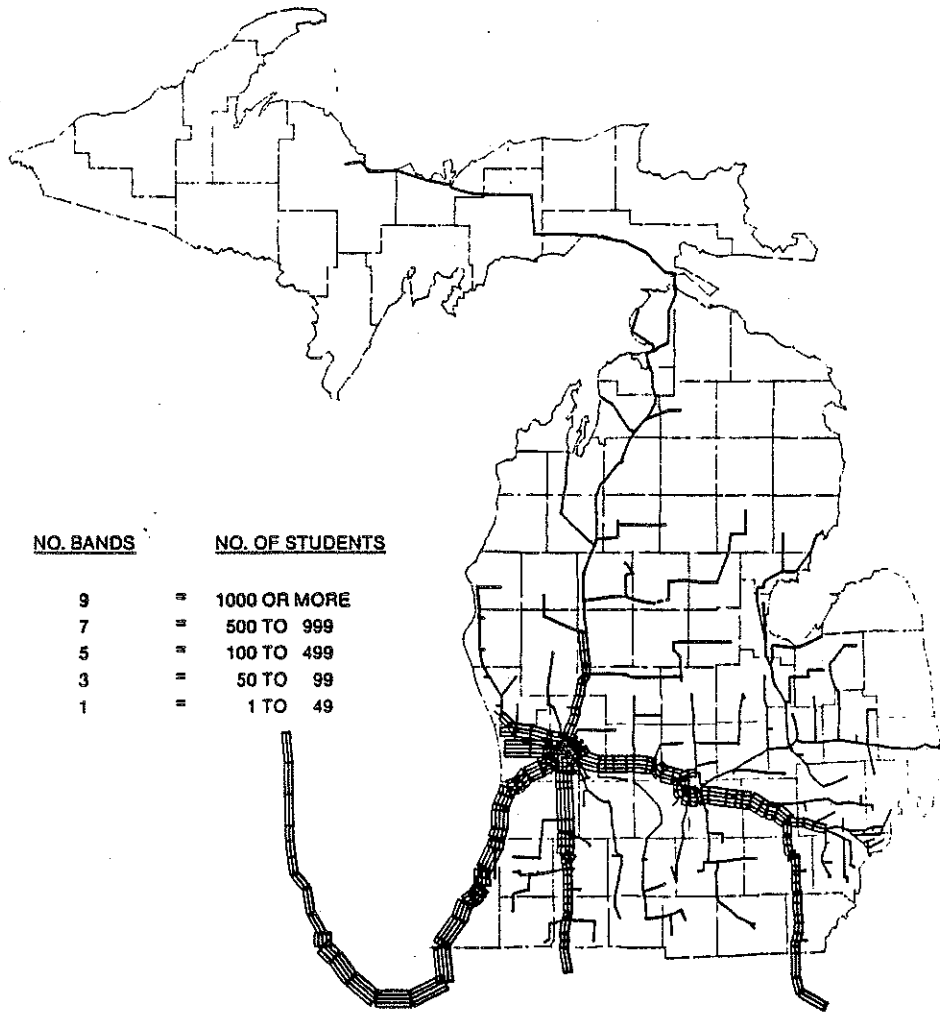 NO. BANDS NO. OF STUDENTS
9 = 1000 OR MORE
7 = 500 TO 999
5 = 100 TO 499
3 = 50 TO 99
1 = 1 TO 49